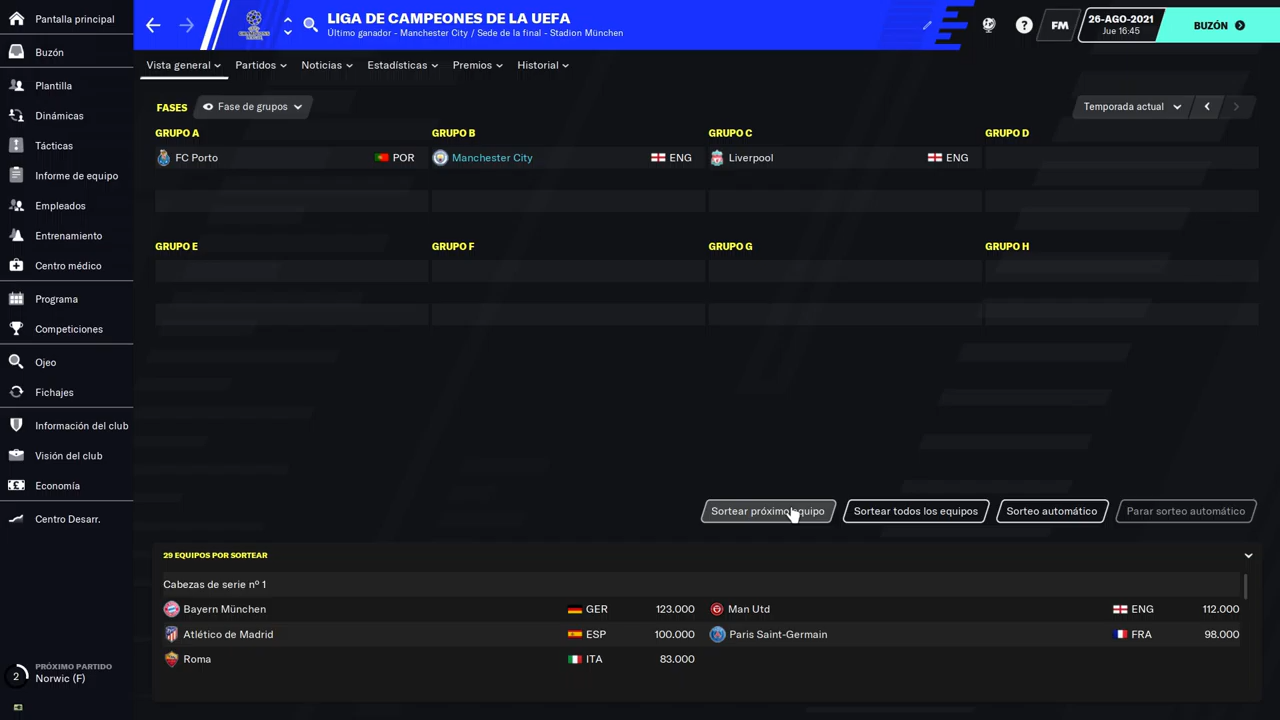 Pantalla principal
Buzón
Plantilla
Dinámicas
Tácticas
Informe de equipo
Empleados
Entrenamiento
Centro médico
Programa
Competiciones
Ojeo
Fichajes
Información del club
Visión del club
Economía
Centro Desarr.
2
PRÓXIMO PARTIDO
Norwic (F)
LIGA DE CAMPEONES DE LA UEFA
Último ganador - Manchester City / Sede de la final - Stadion München
?
FM
26-AGO-2021
Jue 16:45
BUZÓN
Vista general Partidos Noticias Estadísticas Premios Historial
FASES Fase de grupos Temporada actual
GRUPO A GRUPO B GRUPO C GRUPO D
FC Porto POR Manchester City ENG Liverpool ENG
GRUPO E GRUPO F GRUPO G GRUPO H
Sortear próximo equipo Sortear todos los equipos Sorteo automático Parar sorteo automático
29 EQUIPOS POR SORTEAR
Cabezas de serie nº 1
Bayern München GER 123.000 Man Utd ENG 112.000
Atlético de Madrid ESP 100.000 Paris Saint-Germain FRA 98.000
Roma ITA 83.000